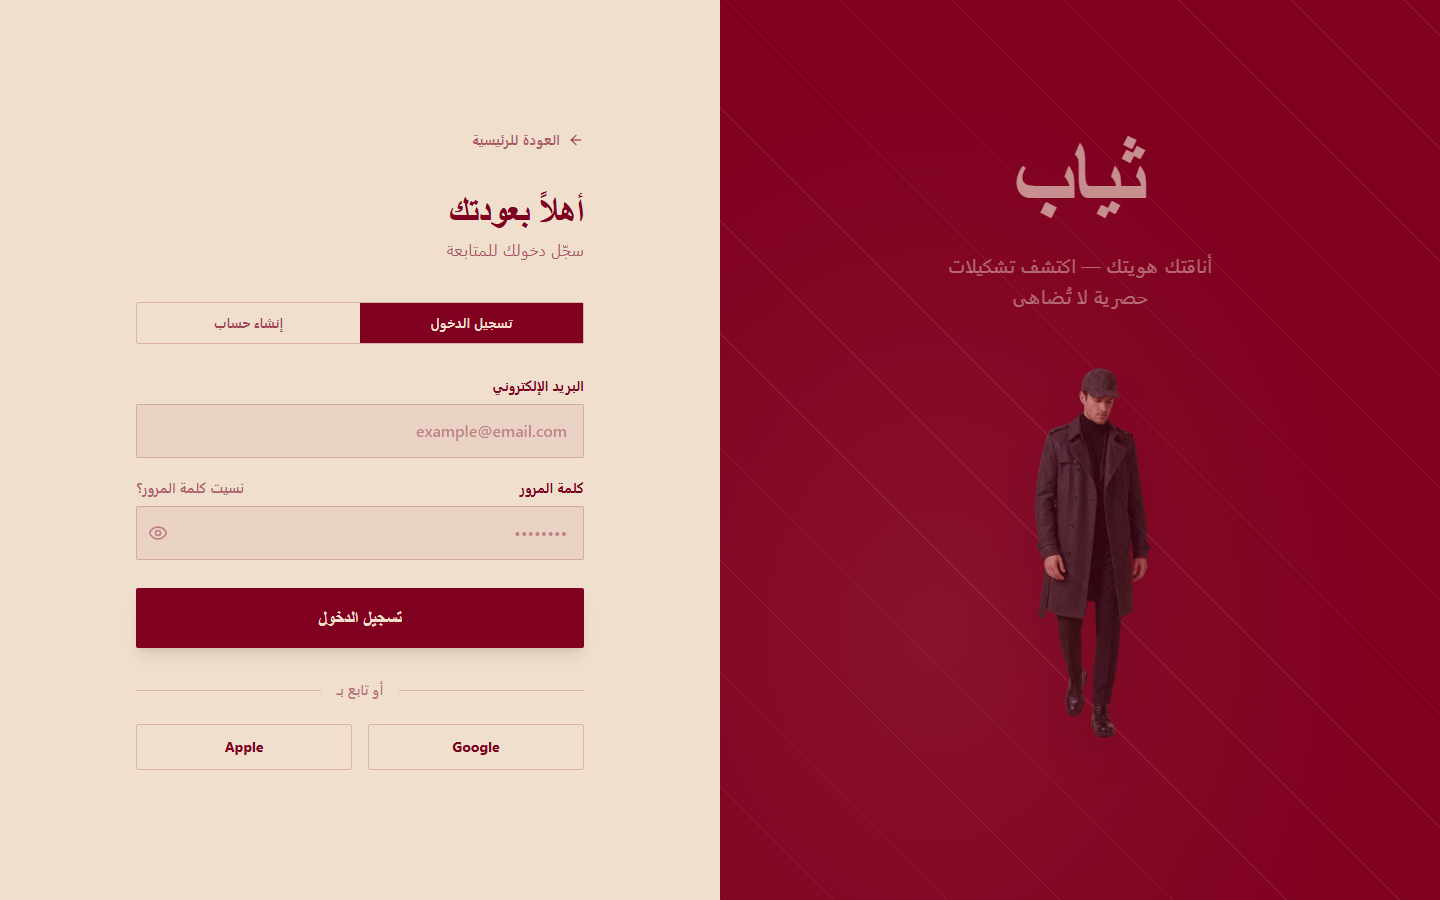 ثياب
أناقتك هويتك — اكتشف تشكيلات
حصرية لا تُضاهى
العودة للرئيسية
أهلاً بعودتك
سجّل دخولك للمتابعة
تسجيل الدخول
إنشاء حساب
البريد الإلكتروني
example@email.com
كلمة المرور
نسيت كلمة المرور؟
••••••••
تسجيل الدخول
أو تابع بـ
Google
Apple